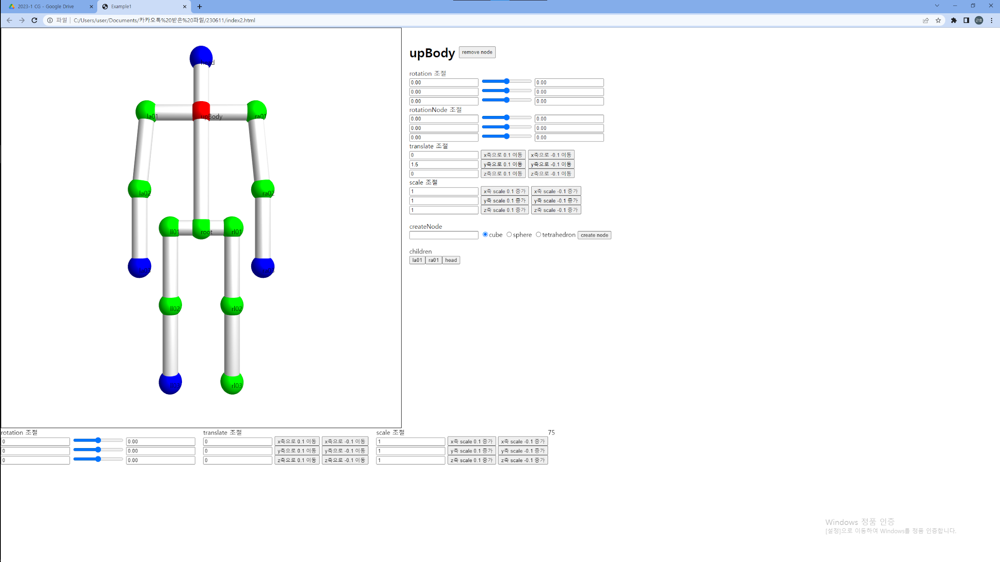 2023-1 CG - Google Drive
Example1
파일
C:/Users/user/Documents/카카오톡%20받은%20파일/230611/index2.html
근호
head
la01
upBody
ra01
la02
ra02
ll01
root
rl01
la03
ra03
ll02
rl02
ll03
rl03
upBody remove node
rotation 조절
0.00 0.00
0.00 0.00
0.00 0.00
rotationNode 조절
0.00 0.00
0.00 0.00
0.00 0.00
translate 조절
0 x축으로 0.1 이동 x축으로 -0.1 이동
1.5 y축으로 0.1 이동 y축으로 -0.1 이동
0 z축으로 0.1 이동 z축으로 -0.1 이동
scale 조절
1 x축 scale 0.1 증가 x축 scale -0.1 증가
1 y축 scale 0.1 증가 y축 scale -0.1 증가
1 z축 scale 0.1 증가 z축 scale -0.1 증가
createNode
cube sphere tetrahedron create node
children
la01 ra01 head
rotation 조절 translate 조절 scale 조절 75
0 0.00 0 x축으로 0.1 이동 x축으로 -0.1 이동 1 x축 scale 0.1 증가 x축 scale -0.1 증가
0 0.00 0 y축으로 0.1 이동 y축으로 -0.1 이동 1 y축 scale 0.1 증가 y축 scale -0.1 증가
0 0.00 0 z축으로 0.1 이동 z축으로 -0.1 이동 1 z축 scale 0.1 증가 z축 scale -0.1 증가
Windows 정품 인증
[설정]으로 이동하여 Windows를 정품 인증합니다.